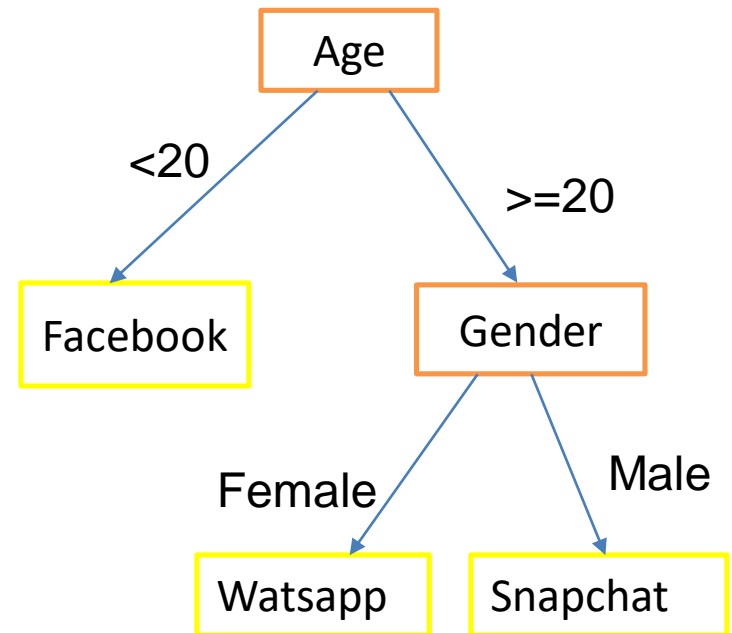 Age
<20
>=20
Facebook
Gender
Female
Male
Watsapp
Snapchat